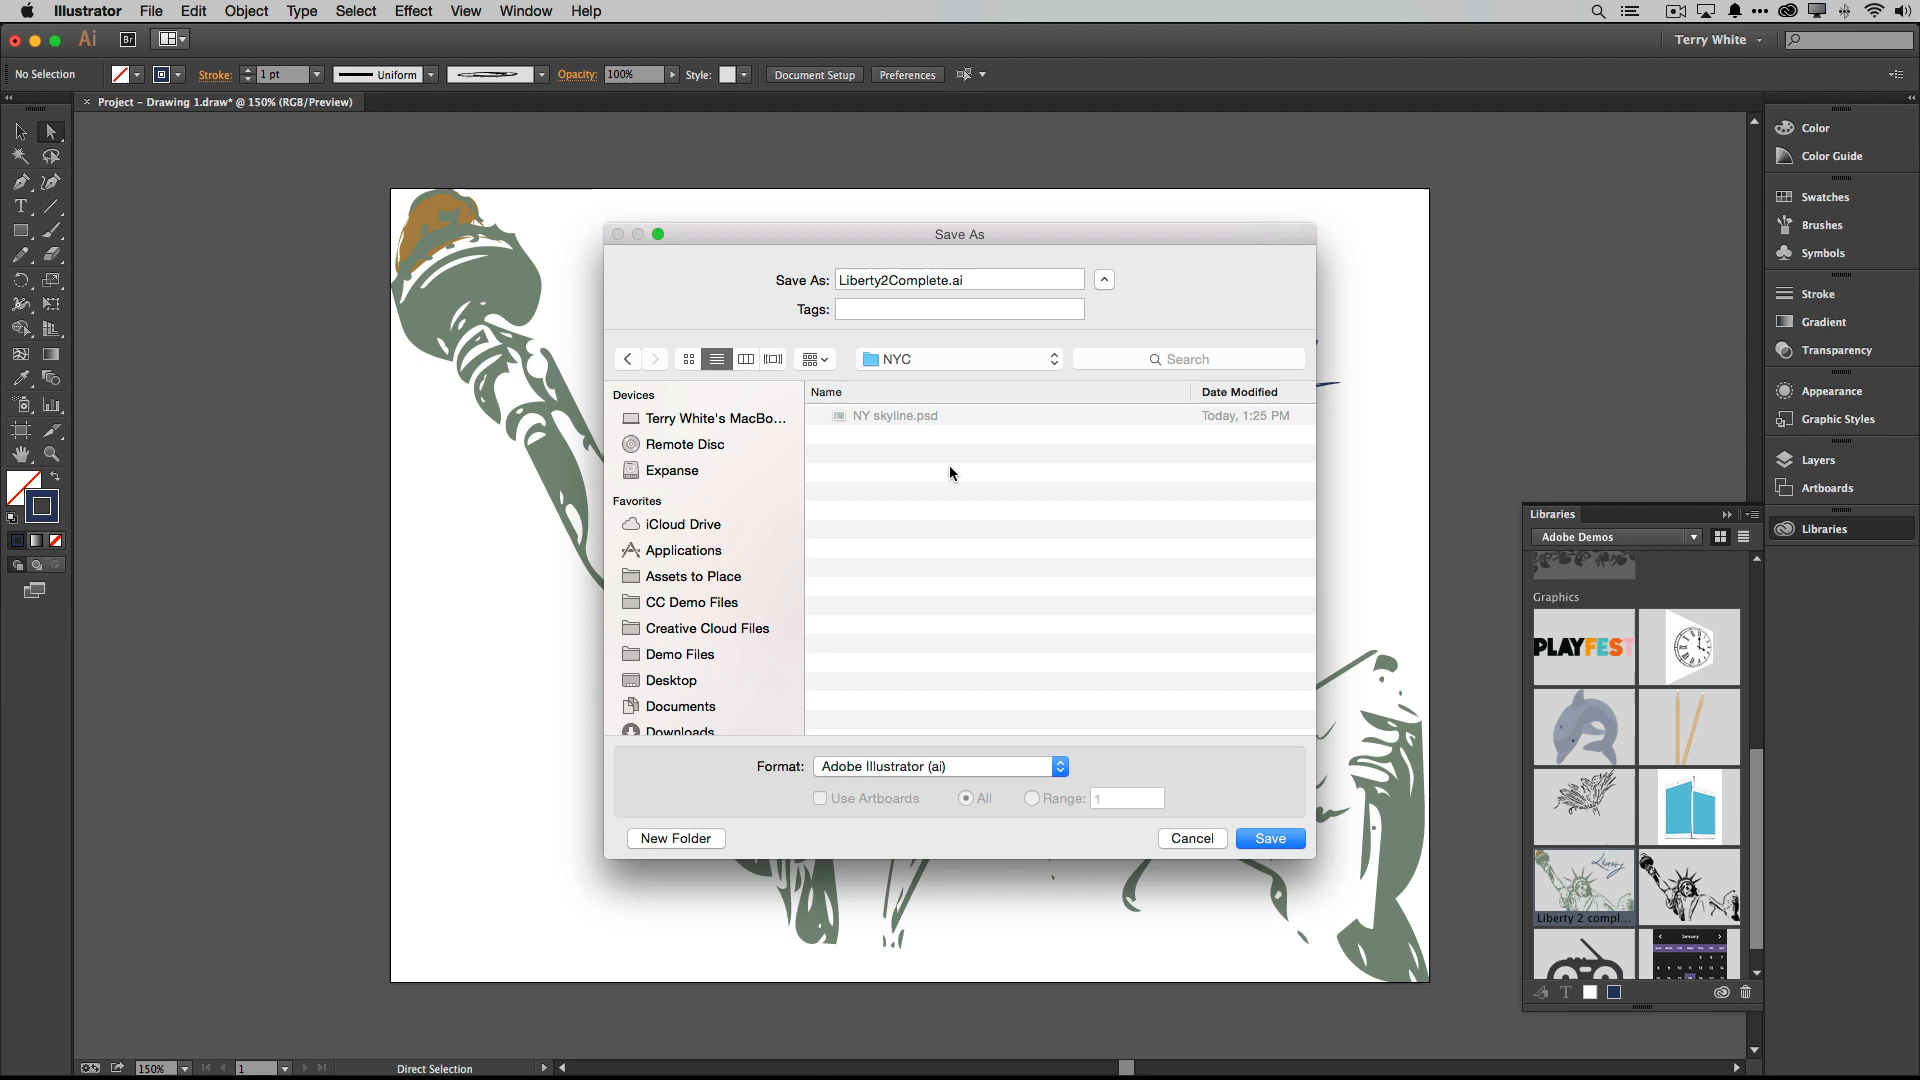 Illustrator File Edit Object Type Select Effect View Window Help
Ai Br Terry White
No Selection Stroke: 1 pt Uniform Opacity: 100% Style: Document Setup Preferences
× Project – Drawing 1.draw* @ 150% (RGB/Preview)
Save As
Save As: Liberty2Complete.ai
Tags:
NYC
Search
Devices
Terry White's MacBo...
Remote Disc
Expanse
Favorites
iCloud Drive
Applications
Assets to Place
CC Demo Files
Creative Cloud Files
Demo Files
Desktop
Documents
Downloads
Name Date Modified
NY skyline.psd Today, 1:25 PM
Format: Adobe Illustrator (ai)
Use Artboards All Range: 1
New Folder Cancel Save
Color
Color Guide
Swatches
Brushes
Symbols
Stroke
Gradient
Transparency
Appearance
Graphic Styles
Layers
Artboards
Libraries
Libraries
Adobe Demos
Graphics
PLAYFEST
Liberty
Liberty 2 compl...
January
150% 1 Direct Selection